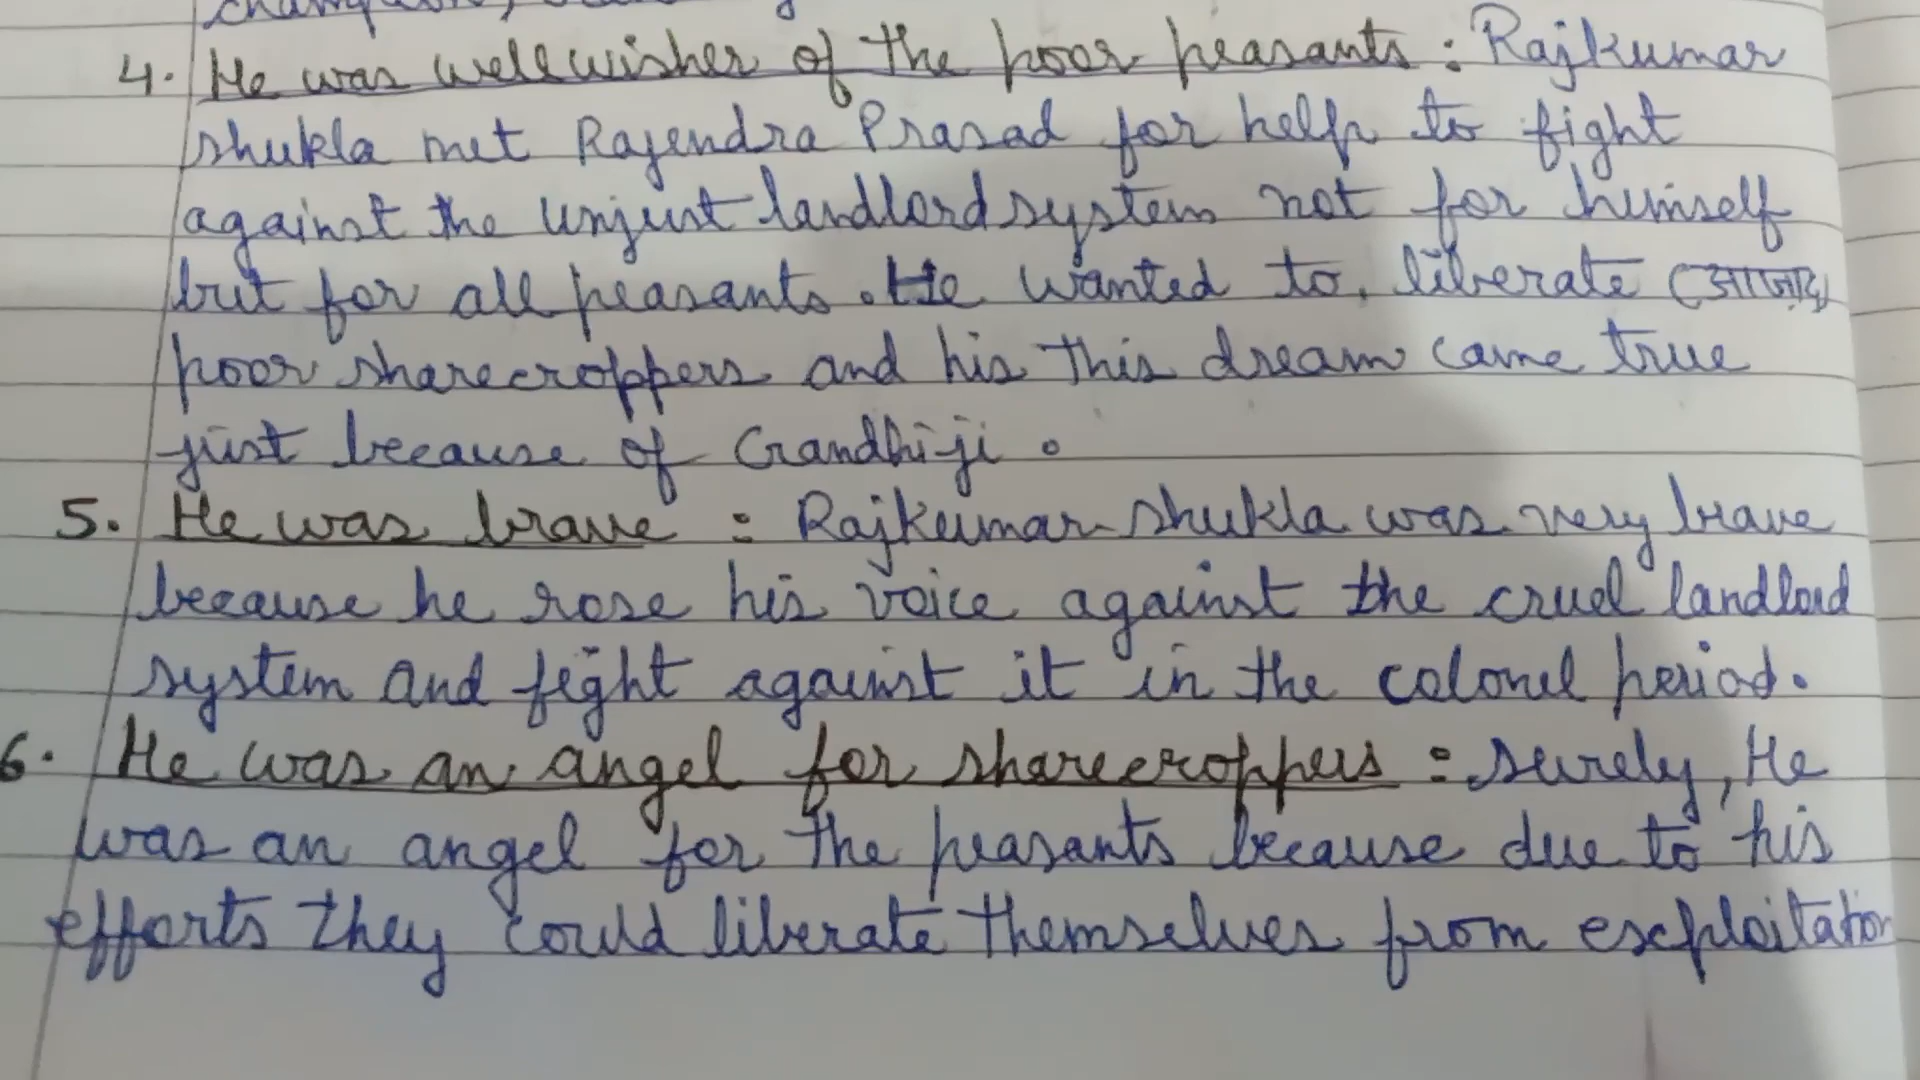 4. He was wellwisher of the poor peasants : Rajkumar
shukla met Rajendra Prasad for help to fight
against the unjust landlord system not for himself
but for all peasants. He wanted to, liberate (आजाद)
poor sharecroppers and his this dream came true
just because of Gandhiji.
5. He was brave : Rajkumar shukla was very brave
because he rose his voice against the cruel landlord
system and fight against it in the colonel period.
6. He was an angel for sharecroppers : surely, He
was an angel for the peasants because due to his
efforts they could liberate themselves from exploitation